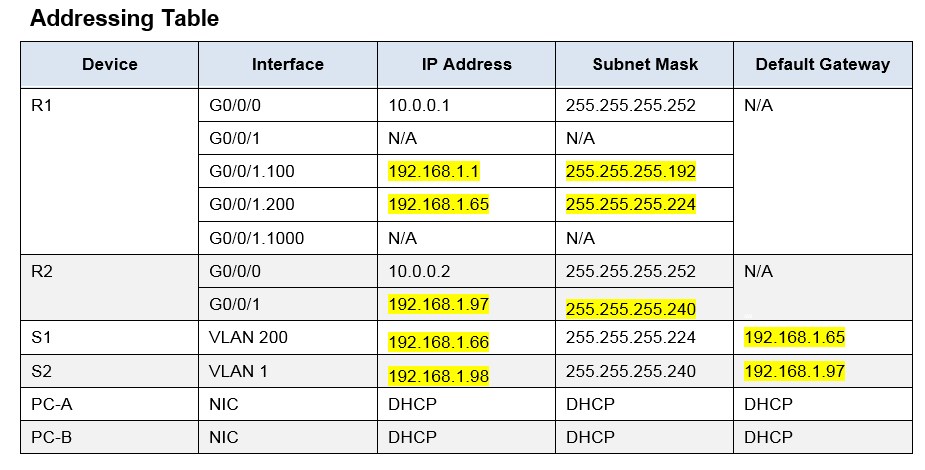 Addressing Table
Device Interface IP Address Subnet Mask Default Gateway
R1 G0/0/0 10.0.0.1 255.255.255.252 N/A
G0/0/1 N/A N/A
G0/0/1.100 192.168.1.1 255.255.255.192
G0/0/1.200 192.168.1.65 255.255.255.224
G0/0/1.1000 N/A N/A
R2 G0/0/0 10.0.0.2 255.255.255.252 N/A
G0/0/1 192.168.1.97 255.255.255.240
S1 VLAN 200 192.168.1.66 255.255.255.224 192.168.1.65
S2 VLAN 1 192.168.1.98 255.255.255.240 192.168.1.97
PC-A NIC DHCP DHCP DHCP
PC-B NIC DHCP DHCP DHCP